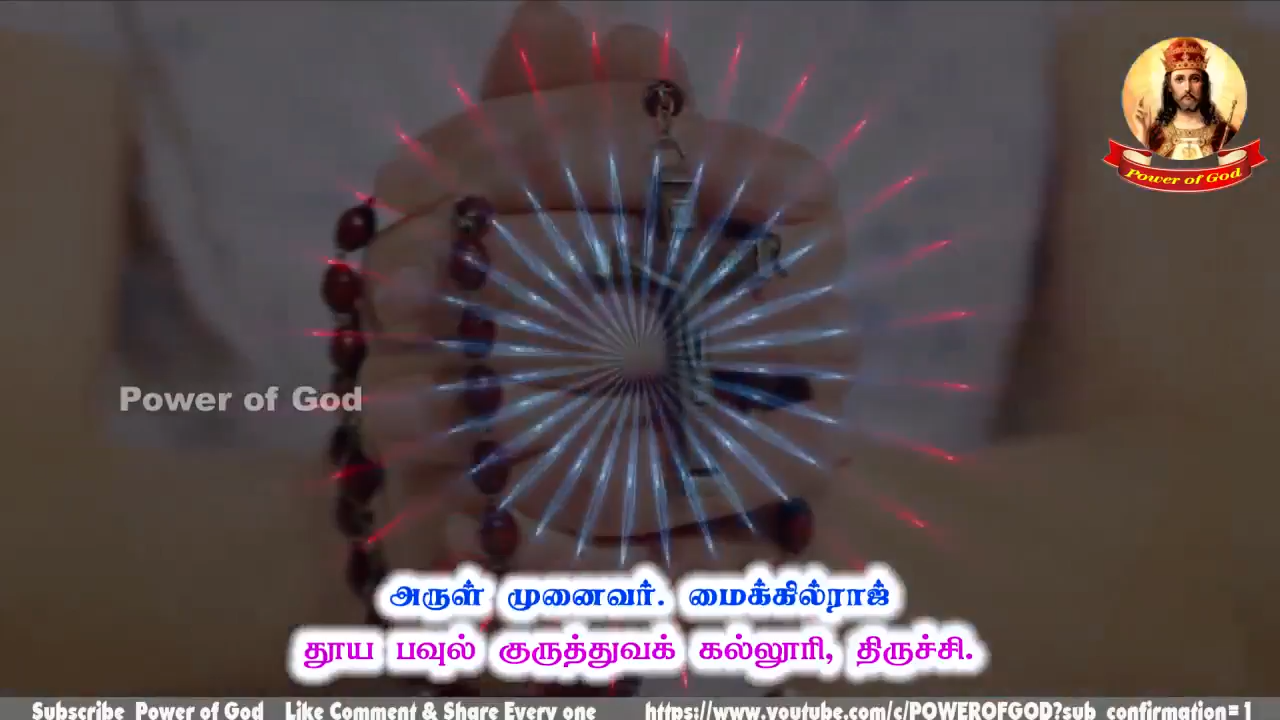 Power of God
Power of God
அருள் முனைவர். மைக்கில்ராஜ்
தூய பவுல் குருத்துவக் கல்லூரி, திருச்சி.
Subscribe Power of God Like Comment & Share Every one https://www.youtube.com/c/POWEROFGOD?sub_confirmation=1